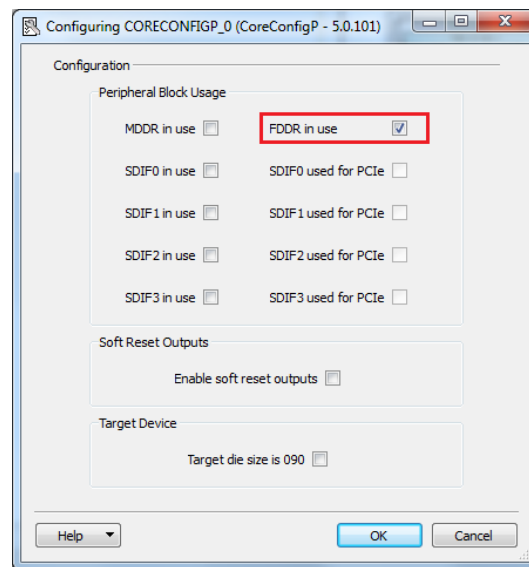 Configuring CORECONFIGP_0 (CoreConfigP - 5.0.101)
Configuration
Peripheral Block Usage
MDDR in use FDDR in use
SDIF0 in use SDIF0 used for PCIe
SDIF1 in use SDIF1 used for PCIe
SDIF2 in use SDIF2 used for PCIe
SDIF3 in use SDIF3 used for PCIe
Soft Reset Outputs
Enable soft reset outputs
Target Device
Target die size is 090
Help OK Cancel